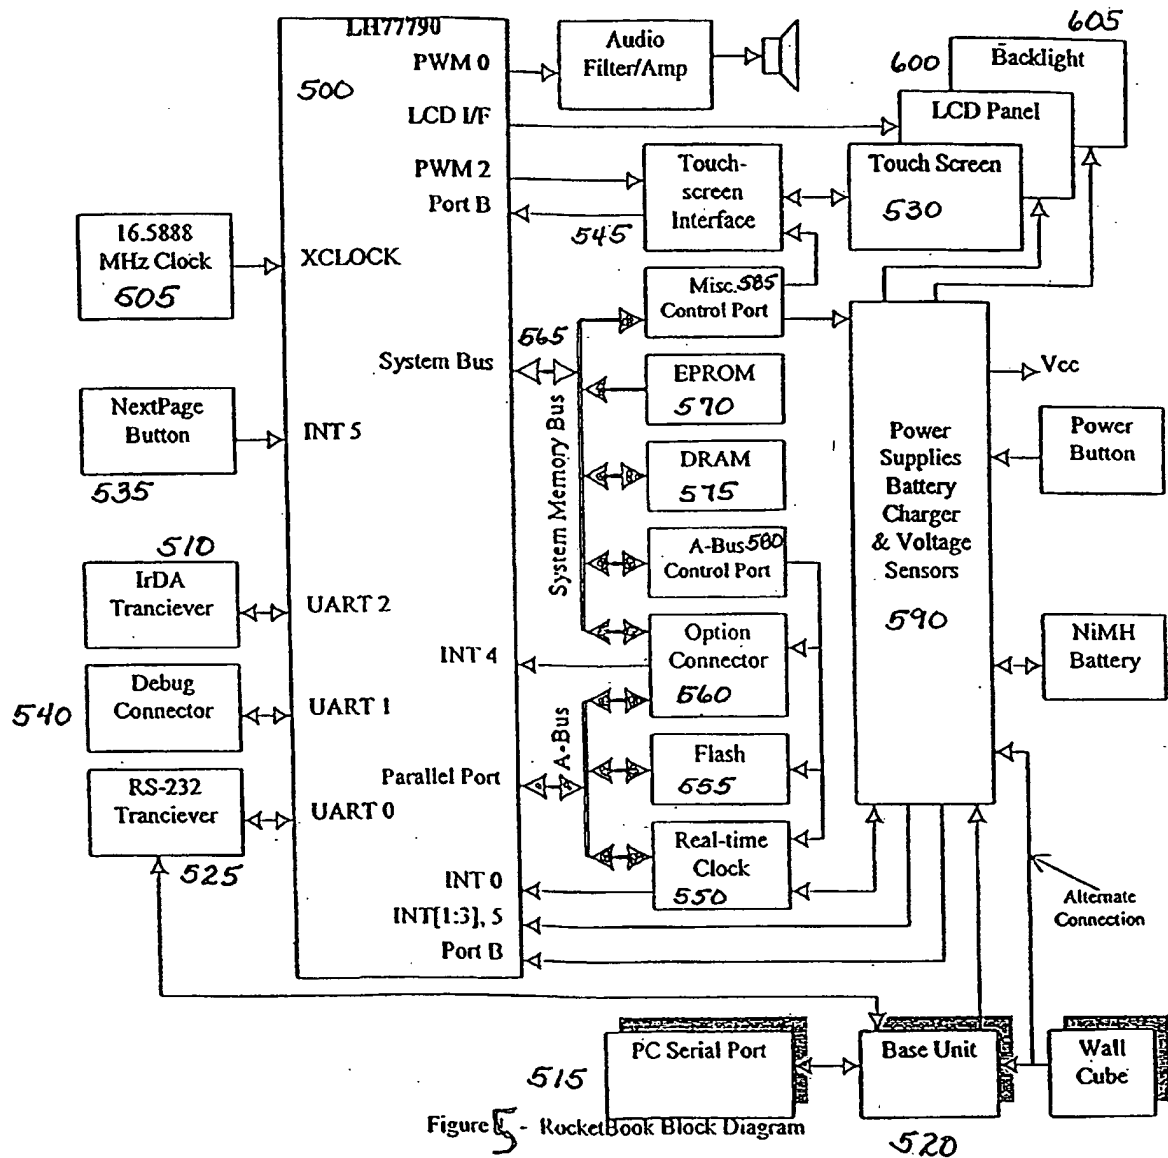 LH77790
500
PWM 0
LCD I/F
PWM 2
Port B
XCLOCK
System Bus
INT 5
UART 2
INT 4
UART 1
Parallel Port
UART 0
INT 0
INT[1:3], 5
Port B
Audio
Filter/Amp
605
Backlight
600
LCD Panel
Touch Screen
530
Touch-
screen
Interface
545
16.5888
MHz Clock
505
Misc. 585
Control Port
565
EPROM
570
NextPage
Button
535
DRAM
575
System Memory Bus
A-Bus 580
Control Port
510
IrDA
Tranciever
Option
Connector
560
540
Debug
Connector
A-Bus
Flash
555
RS-232
Tranciever
525
Real-time
Clock
550
Power
Supplies
Battery
Charger
& Voltage
Sensors
590
Vcc
Power
Button
NiMH
Battery
Alternate
Connection
PC Serial Port
515
Base Unit
520
Wall
Cube
Figure 5 - RocketBook Block Diagram